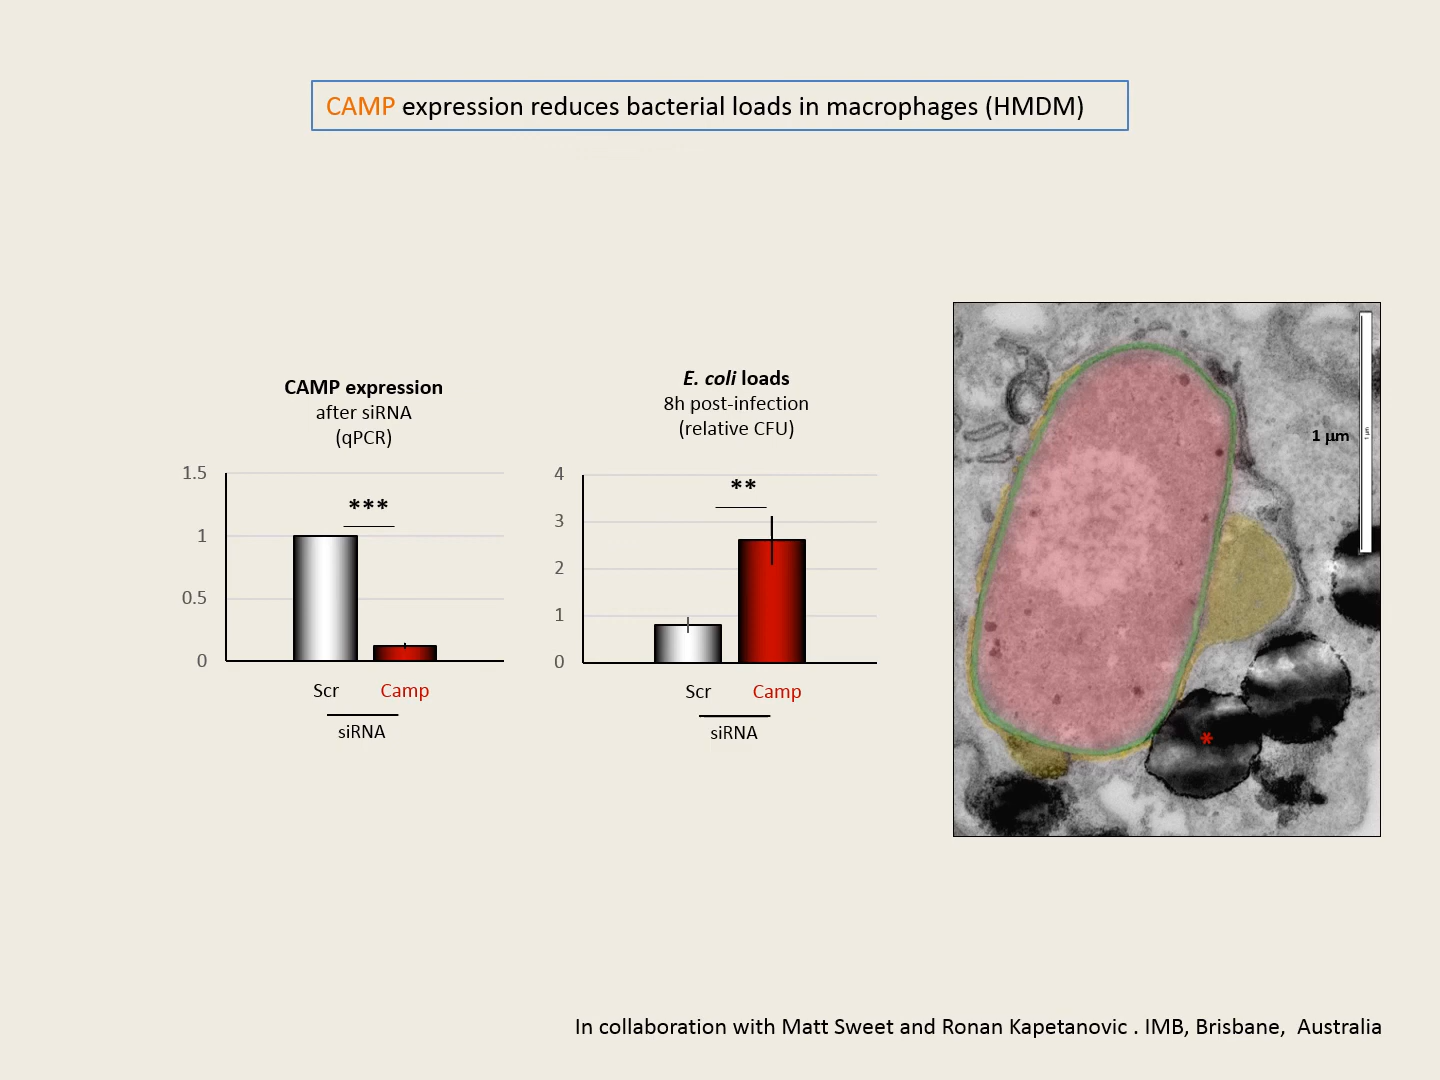 CAMP expression reduces bacterial loads in macrophages (HMDM)
CAMP expression
after siRNA
(qPCR)
1.5
1
0.5
0
***
Scr
Camp
siRNA
E. coli loads
8h post-infection
(relative CFU)
4
3
2
1
0
**
Scr
Camp
siRNA
1 μm
1 μm
*
In collaboration with Matt Sweet and Ronan Kapetanovic . IMB, Brisbane, Australia